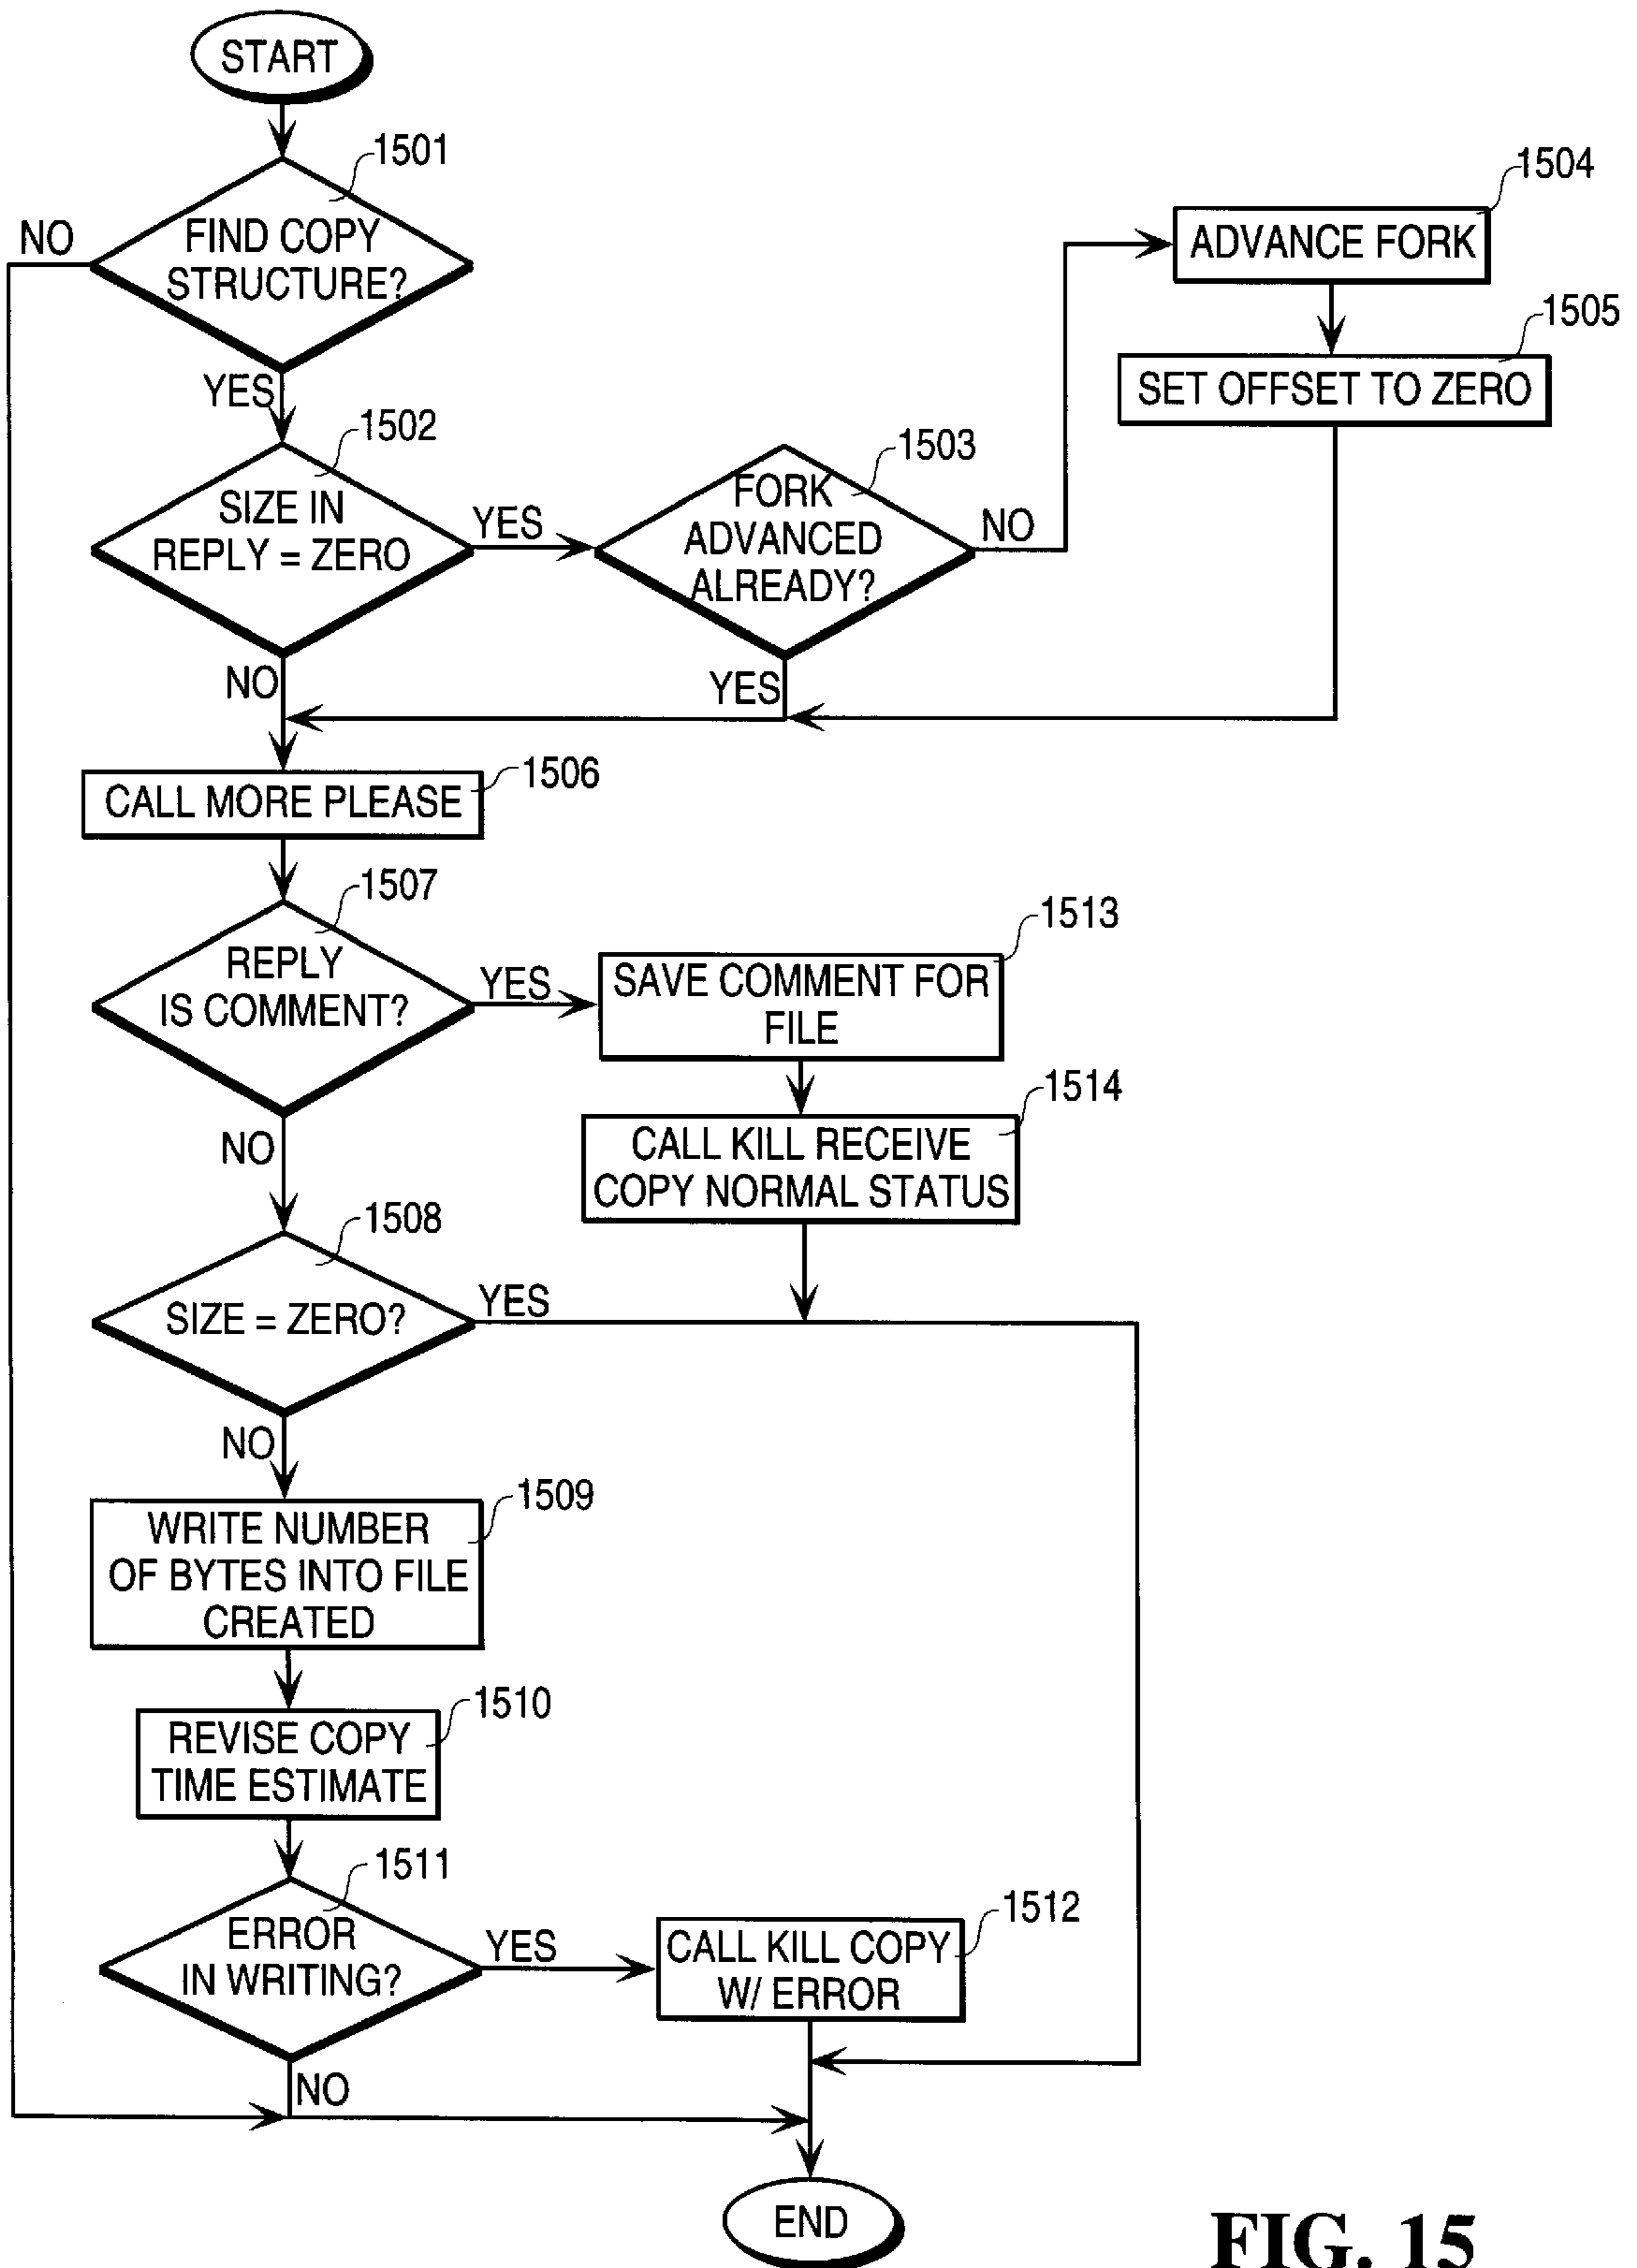 START
1501
NO
FIND COPY
STRUCTURE?
YES
1504
ADVANCE FORK
1505
SET OFFSET TO ZERO
1502
SIZE IN
REPLY = ZERO
YES
1503
FORK
ADVANCED
ALREADY?
NO
NO
YES
1506
CALL MORE PLEASE
1507
REPLY
IS COMMENT?
YES
1513
SAVE COMMENT FOR
FILE
1514
CALL KILL RECEIVE
COPY NORMAL STATUS
NO
1508
SIZE = ZERO?
YES
NO
1509
WRITE NUMBER
OF BYTES INTO FILE
CREATED
1510
REVISE COPY
TIME ESTIMATE
1511
ERROR
IN WRITING?
YES
1512
CALL KILL COPY
W/ ERROR
NO
END
FIG. 15